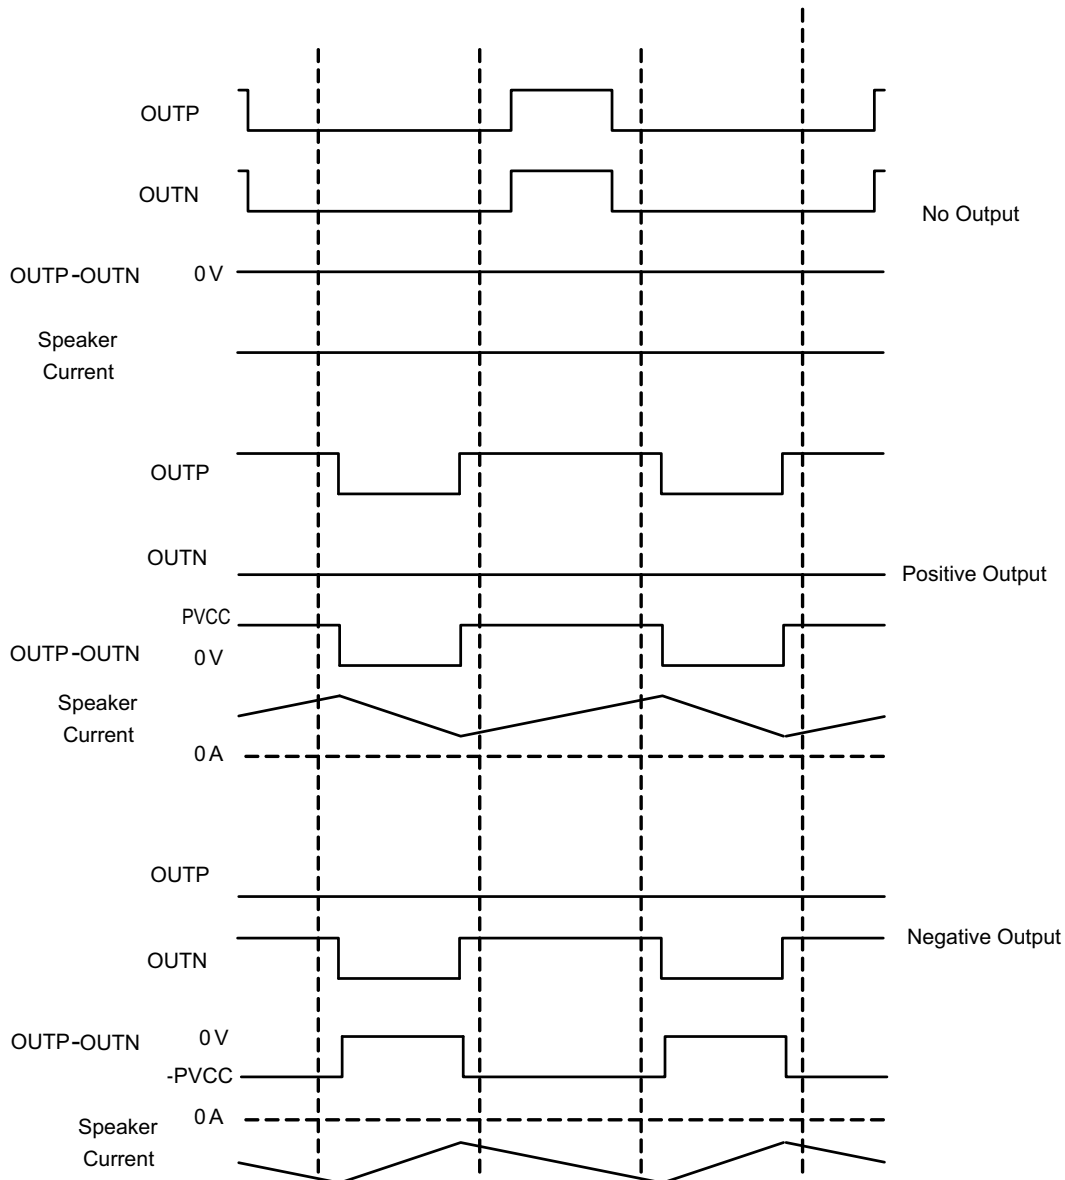 OUTP
OUTN
No Output
OUTP-OUTN 0 V
Speaker
Current
OUTP
OUTN
Positive Output
PVCC
OUTP-OUTN 0 V
Speaker
Current
0 A
OUTP
Negative Output
OUTN
OUTP-OUTN 0 V
-PVCC
0 A
Speaker
Current